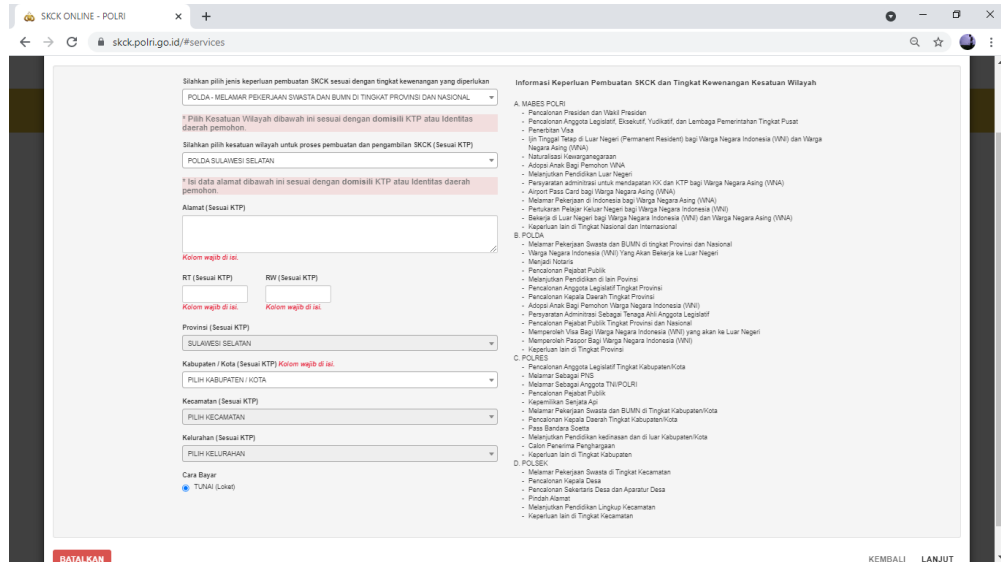 SKCK ONLINE - POLRI
skck.polri.go.id/#services
Silahkan pilih jenis keperluan pembuatan SKCK sesuai dengan tingkat kewenangan yang diperlukan
POLDA - MELAMAR PEKERJAAN SWASTA DAN BUMN DI TINGKAT PROVINSI DAN NASIONAL
* Pilih Kesatuan Wilayah dibawah ini sesuai dengan domisili KTP atau Identitas
daerah pemohon.
Silahkan pilih kesatuan wilayah untuk proses pembuatan dan pengambilan SKCK (Sesuai KTP)
POLDA SULAWESI SELATAN
* Isi data alamat dibawah ini sesuai dengan domisili KTP atau Identitas daerah
pemohon.
Alamat (Sesuai KTP)
Kolom wajib di isi.
RT (Sesuai KTP) RW (Sesuai KTP)
Kolom wajib di isi. Kolom wajib di isi.
Provinsi (Sesuai KTP)
SULAWESI SELATAN
Kabupaten / Kota (Sesuai KTP) Kolom wajib di isi.
PILIH KABUPATEN / KOTA
Kecamatan (Sesuai KTP)
PILIH KECAMATAN
Kelurahan (Sesuai KTP)
PILIH KELURAHAN
Cara Bayar
TUNAI (Loket)
Informasi Keperluan Pembuatan SKCK dan Tingkat Kewenangan Kesatuan Wilayah
A. MABES POLRI
- Pencalonan Presiden dan Wakil Presiden
- Pencalonan Anggota Legislatif, Eksekutif, Yudikatif, dan Lembaga Pemerintahan Tingkat Pusat
- Penerbitan Visa
- Ijin Tinggal Tetap di Luar Negeri (Permanent Resident) bagi Warga Negara Indonesia (WNI) dan Warga
Negara Asing (WNA)
- Naturalisasi Kewarganegaraan
- Adopsi Anak Bagi Pemohon WNA
- Melanjutkan Pendidikan Luar Negeri
- Persyaratan adminitrasi untuk mendapatan KK dan KTP bagi Warga Negara Asing (WNA)
- Airport Pass Card bagi Warga Negara Asing (WNA)
- Melamar Pekerjaan di Indonesia bagi Warga Negara Asing (WNA)
- Pertukaran Pelajar Keluar Negeri bagi Warga Negara Indonesia (WNI)
- Bekerja di Luar Negeri bagi Warga Negara Indonesia (WNI) dan Warga Negara Asing (WNA)
- Keperluan lain di Tingkat Nasional dan Internasional
B. POLDA
- Melamar Pekerjaan Swasta dan BUMN di tingkat Provinsi dan Nasional
- Warga Negara Indonesia (WNI) Yang Akan Bekerja ke Luar Negeri
- Menjadi Notaris
- Pencalonan Pejabat Publik
- Melanjutkan Pendidikan di lain Povinsi
- Pencalonan Anggota Legislatif Tingkat Provinsi
- Pencalonan Kepala Daerah Tingkat Provinsi
- Adopsi Anak Bagi Pemohon Warga Negara Indonesia (WNI)
- Persyaratan Adminitrasi Sebagai Tenaga Ahli Anggota Legislatif
- Pencalonan Pejabat Publik Tingkat Provinsi dan Nasional
- Memperoleh Visa Bagi Warga Negara Indonesia (WNI) yang akan ke Luar Negeri
- Memperoleh Paspor Bagi Warga Negara Indonesia (WNI)
- Keperluan lain di Tingkat Provinsi
C. POLRES
- Pencalonan Anggota Legislatif Tingkat Kabupaten/Kota
- Melamar Sebagai PNS
- Melamar Sebagai Anggota TNI/POLRI
- Pencalonan Pejabat Publik
- Kepemilikan Senjata Api
- Melamar Pekerjaan Swasta dan BUMN di Tingkat Kabupaten/Kota
- Pencalonan Kepala Daerah Tingkat Kabupaten/Kota
- Pass Bandara Soetta
- Melanjutkan Pendidikan kedinasan dan di luar Kabupaten/Kota
- Calon Penerima Penghargaan
- Keperluan lain di Tingkat Kabupaten
D. POLSEK
- Melamar Pekerjaan Swasta di Tingkat Kecamatan
- Pencalonan Kepala Desa
- Pencalonan Sekertaris Desa dan Aparatur Desa
- Pindah Alamat
- Melanjutkan Pendidikan Lingkup Kecamatan
- Keperluan lain di Tingkat Kecamatan
BATALKAN
KEMBALI LANJUT